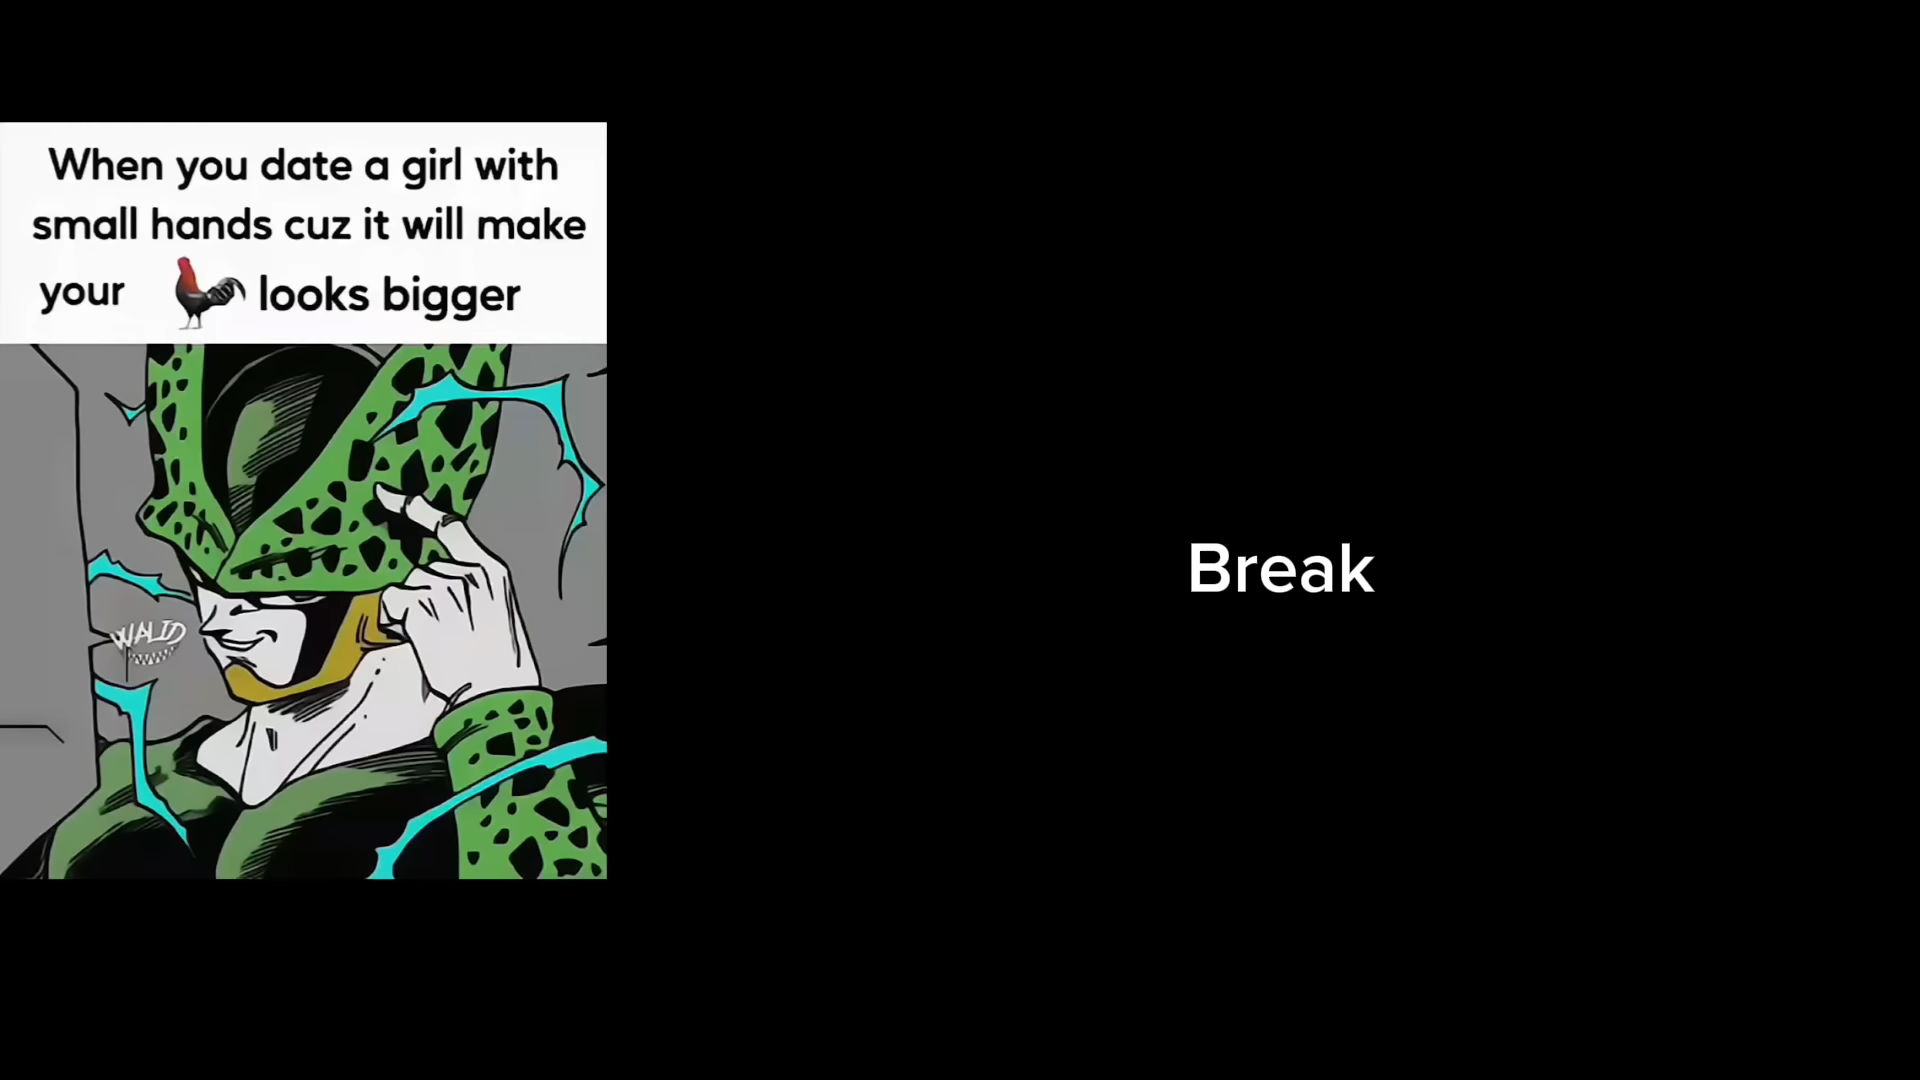 When you date a girl with
small hands cuz it will make
your looks bigger
WALID
Break